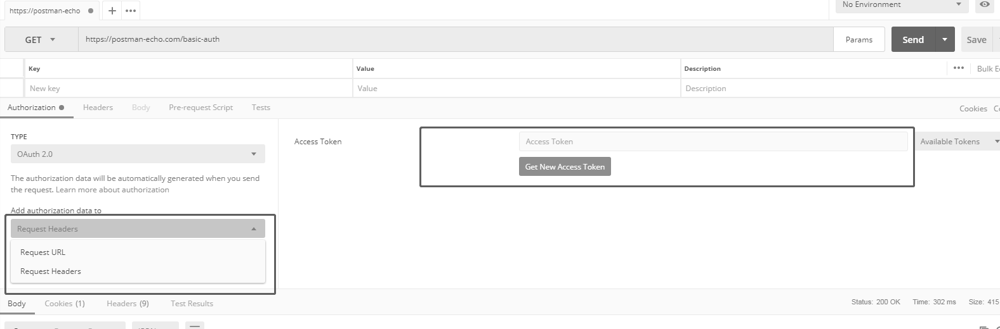 https://postman-echo
No Environment
GET
https://postman-echo.com/basic-auth
Params
Send
Save
Key
Value
Description
Bulk
New key
Value
Description
Authorization
Headers
Body
Pre-request Script
Tests
Cookies
TYPE
OAuth 2.0
The authorization data will be automatically generated when you send
the request. Learn more about authorization
Add authorization data to
Request Headers
Request URL
Request Headers
Access Token
Access Token
Available Tokens
Get New Access Token
Body
Cookies (1)
Headers (9)
Test Results
Status: 200 OK
Time: 302 ms
Size: 415